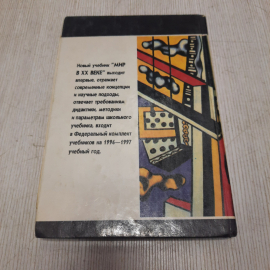 Новый учебник "МИР
В XX ВЕКЕ" выходит
впервые, отражает
современные концепции
и научные подходы,
отвечает требованиям
дидактики, методики
и параметрам школьного
учебника, входит
в Федеральный комплект
учебников на 1996—1997
учебный год.